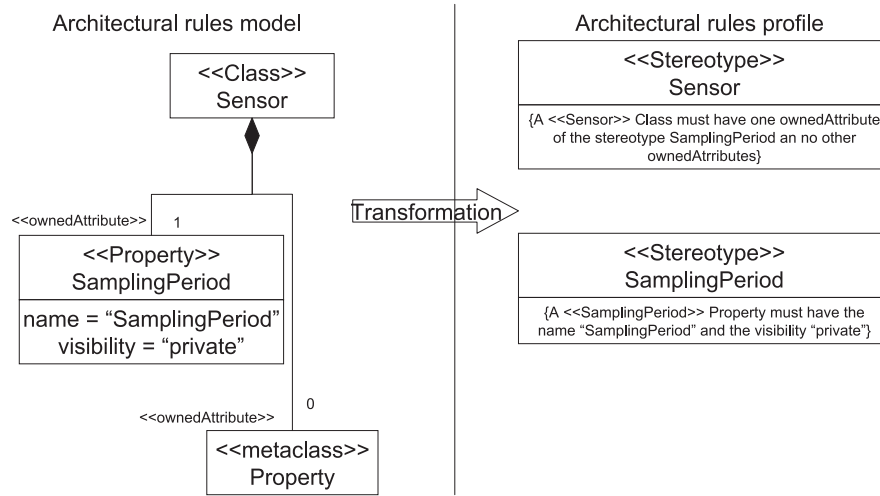 Architectural rules model
<<Class>>
Sensor
<<ownedAttribute>>
1
<<Property>>
SamplingPeriod
name = “SamplingPeriod”
visibility = “private”
<<ownedAttribute>>
0
<<metaclass>>
Property
Transformation
Architectural rules profile
<<Stereotype>>
Sensor
{A <<Sensor>> Class must have one ownedAttribute
of the stereotype SamplingPeriod an no other
ownedAtrributes}
<<Stereotype>>
SamplingPeriod
{A <<SamplingPeriod>> Property must have the
name “SamplingPeriod” and the visibility “private”}